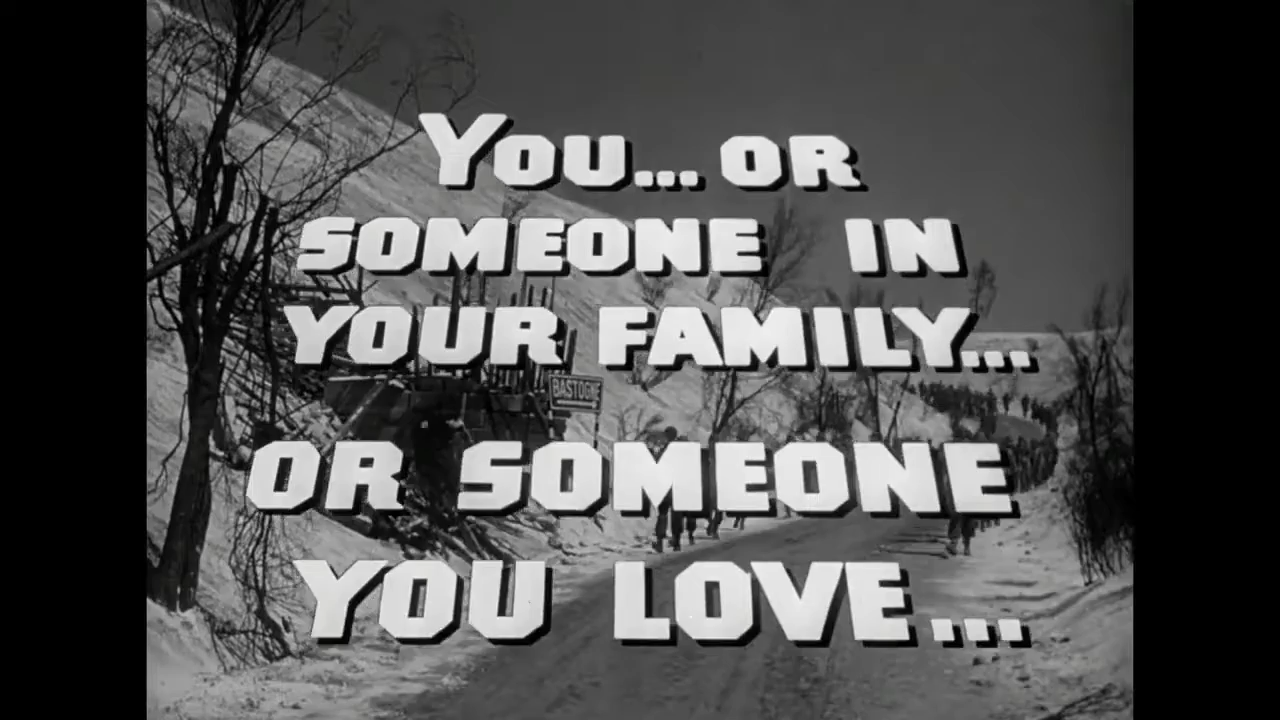 YOU... OR
SOMEONE IN
YOUR FAMILY...
BASTOGNE
OR SOMEONE
YOU LOVE....